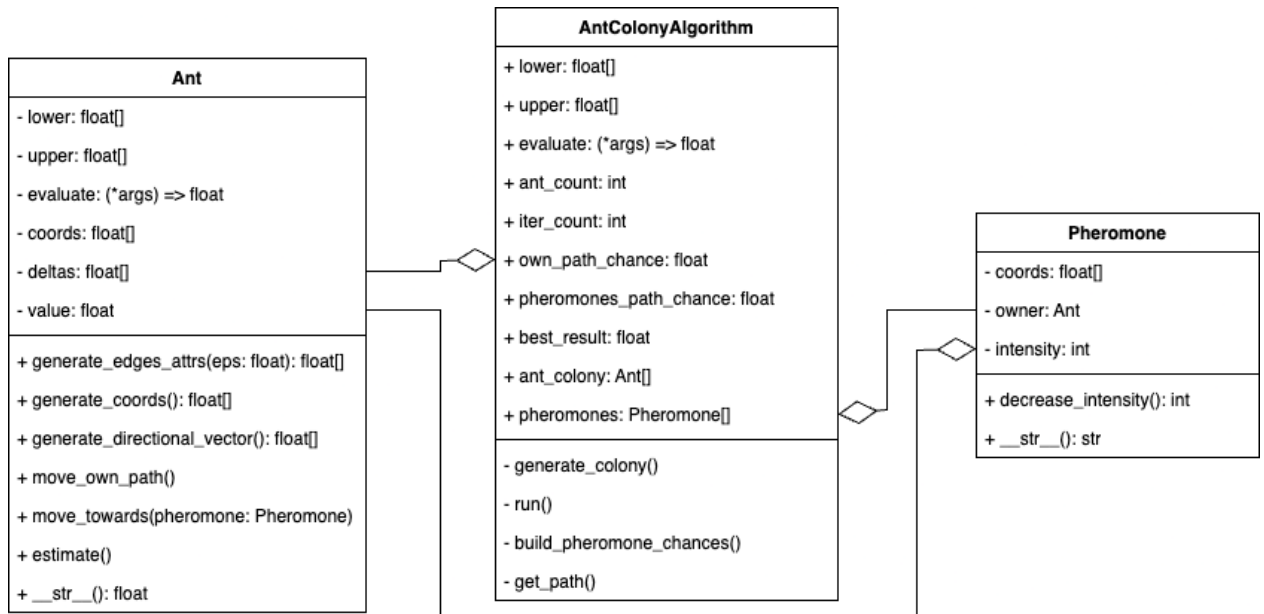 Ant
- lower: float[]
- upper: float[]
- evaluate: (*args) => float
- coords: float[]
- deltas: float[]
- value: float
+ generate_edges_attrs(eps: float): float[]
+ generate_coords(): float[]
+ generate_directional_vector(): float[]
+ move_own_path()
+ move_towards(pheromone: Pheromone)
+ estimate()
+ __str__(): float
AntColonyAlgorithm
+ lower: float[]
+ upper: float[]
+ evaluate: (*args) => float
+ ant_count: int
+ iter_count: int
+ own_path_chance: float
+ pheromones_path_chance: float
+ best_result: float
+ ant_colony: Ant[]
+ pheromones: Pheromone[]
- generate_colony()
- run()
- build_pheromone_chances()
- get_path()
Pheromone
- coords: float[]
- owner: Ant
- intensity: int
+ decrease_intensity(): int
+ __str__(): str